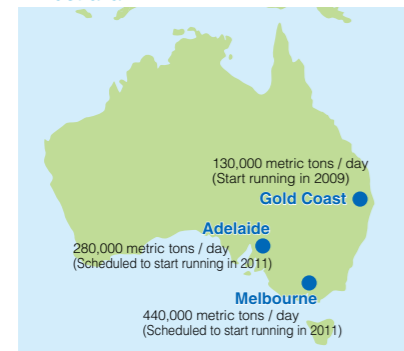 130,000 metric tons / day
(Start running in 2009)
Gold Coast
Adelaide
280,000 metric tons / day
(Scheduled to start running in 2011)
Melbourne
440,000 metric tons / day
(Scheduled to start running in 2011)